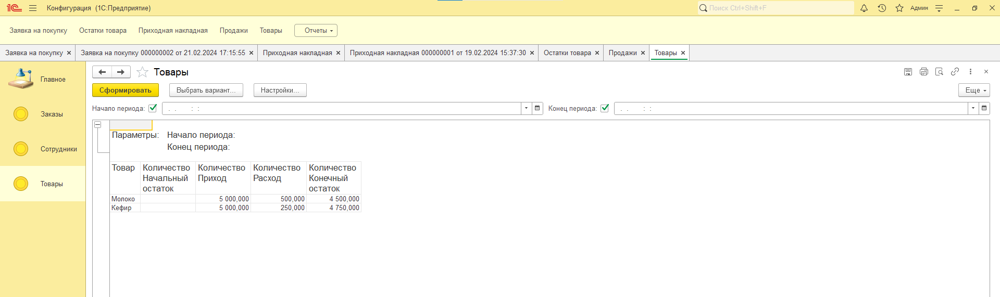 1С Конфигурация (1С:Предприятие) Поиск Ctrl+Shift+F Админ
Заявка на покупку Остатки товара Приходная накладная Продажи Товары Отчеты
Заявка на покупку Заявка на покупку 000000002 от 21.02.2024 17:15:55 Приходная накладная Приходная накладная 000000001 от 19.02.2024 15:37:30 Остатки товара Продажи Товары
Главное
Заказы
Сотрудники
Товары
Товары
Сформировать Выбрать вариант... Настройки... Еще
Начало периода: . . : : Конец периода: . . : :
Параметры: Начало периода:
Конец периода:
Товар Количество Количество Количество Количество
Начальный Приход Расход Конечный
остаток остаток
Молоко 5 000,000 500,000 4 500,000
Кефир 5 000,000 250,000 4 750,000